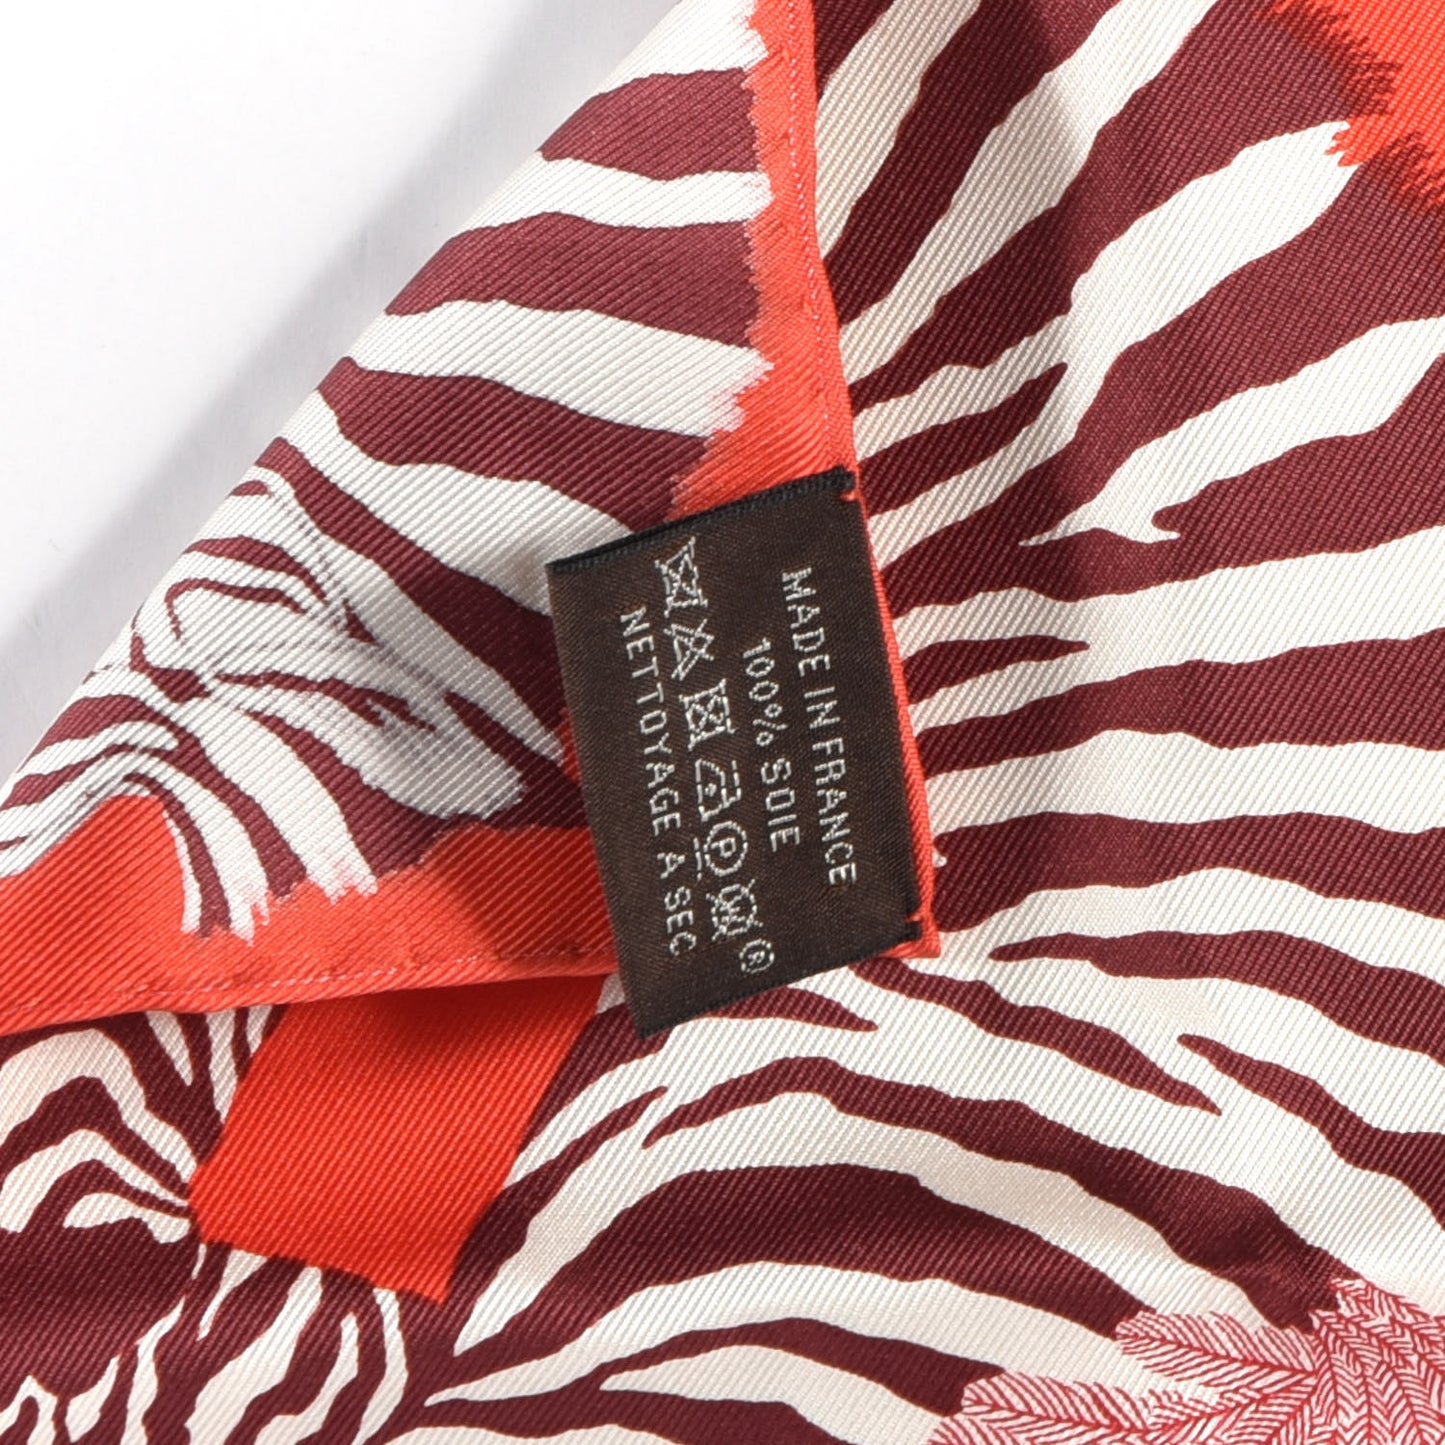 MADE IN FRANCE
100% SOIE
P W ®
NETTOYAGE A SEC